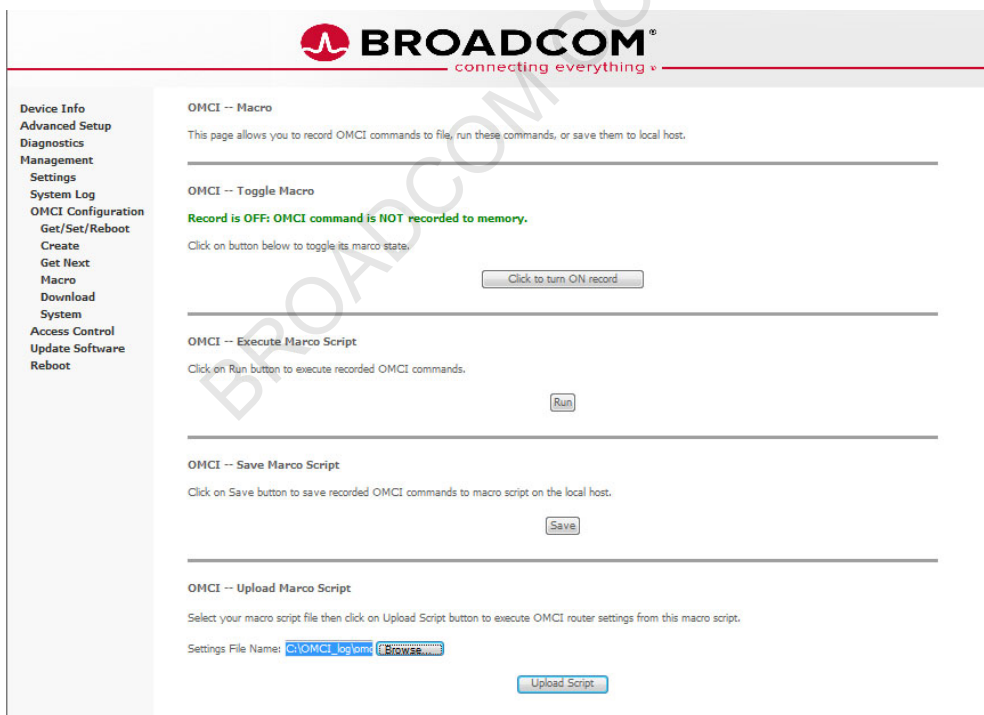 BROADCOM®
connecting everything ®
Device Info
Advanced Setup
Diagnostics
Management
Settings
System Log
OMCI Configuration
Get/Set/Reboot
Create
Get Next
Macro
Download
System
Access Control
Update Software
Reboot
OMCI -- Macro
This page allows you to record OMCI commands to file, run these commands, or save them to local host.
OMCI -- Toggle Macro
Record is OFF: OMCI command is NOT recorded to memory.
Click on button below to toggle its marco state.
Click to turn ON record
OMCI -- Execute Marco Script
Click on Run button to execute recorded OMCI commands.
Run
OMCI -- Save Marco Script
Click on Save button to save recorded OMCI commands to macro script on the local host.
Save
OMCI -- Upload Marco Script
Select your macro script file then click on Upload Script button to execute OMCI router settings from this macro script.
Settings File Name: C:\OMCI_log\omc Browse...
Upload Script
BROADCOM CO